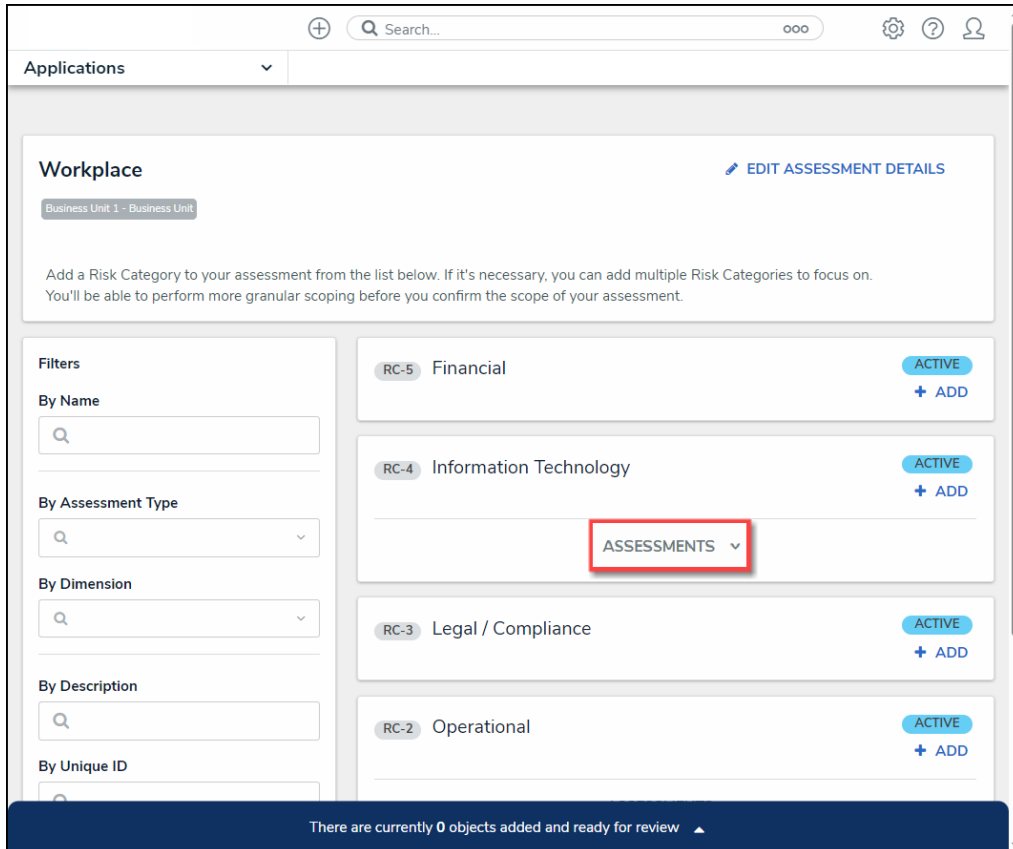 Search...
ooo
Applications
Workplace
EDIT ASSESSMENT DETAILS
Business Unit 1 - Business Unit
Add a Risk Category to your assessment from the list below. If it's necessary, you can add multiple Risk Categories to focus on.
You'll be able to perform more granular scoping before you confirm the scope of your assessment.
Filters
By Name
By Assessment Type
By Dimension
By Description
By Unique ID
RC-5 Financial
ACTIVE
+ ADD
RC-4 Information Technology
ACTIVE
+ ADD
ASSESSMENTS
RC-3 Legal / Compliance
ACTIVE
+ ADD
RC-2 Operational
ACTIVE
+ ADD
There are currently 0 objects added and ready for review